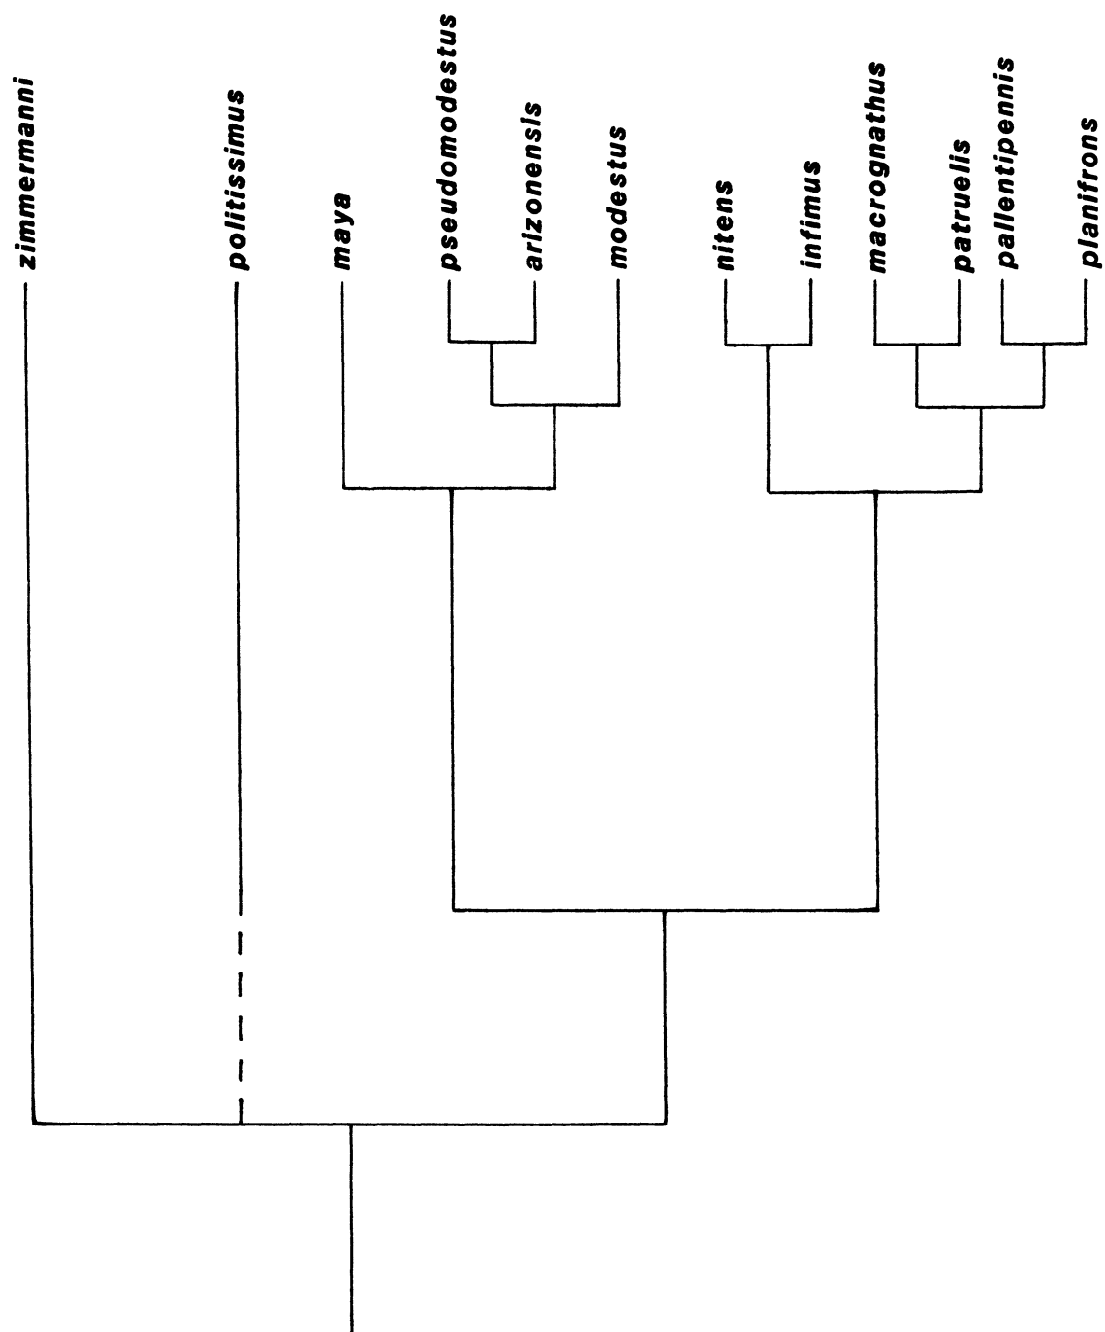 zimmermanni
politissimus
maya
pseudomodestus
arizonensis
modestus
nitens
infimus
macrognathus
patruelis
pallentipennis
planifrons